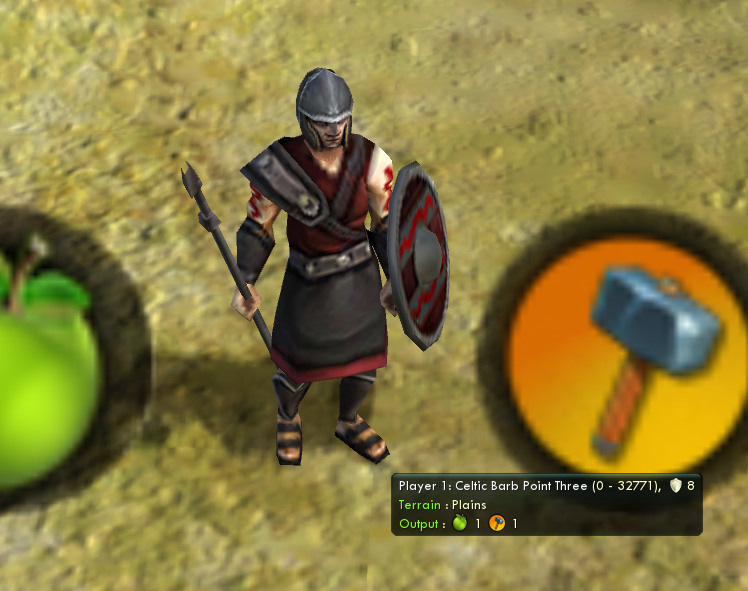 Player 1: Celtic Barb Point Three (0 - 32771), 8
Terrain : Plains
Output : 1 1